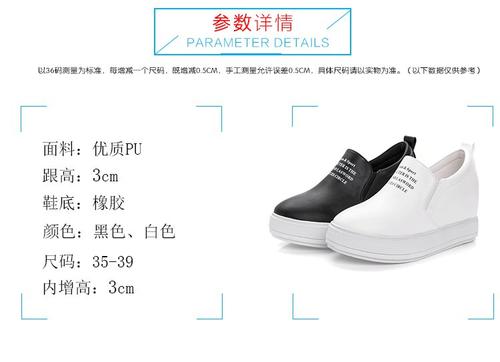 参数详情
PARAMETER DETAILS
以36码测量为标准，每增减一个尺码，既增减0.5CM，手工测量允许误差0.5CM，具体尺码请以实物为准。（以下数据仅供参考）
面料：优质PU
跟高：3cm
鞋底：橡胶
颜色：黑色、白色
尺码：35-39
内增高：3cm